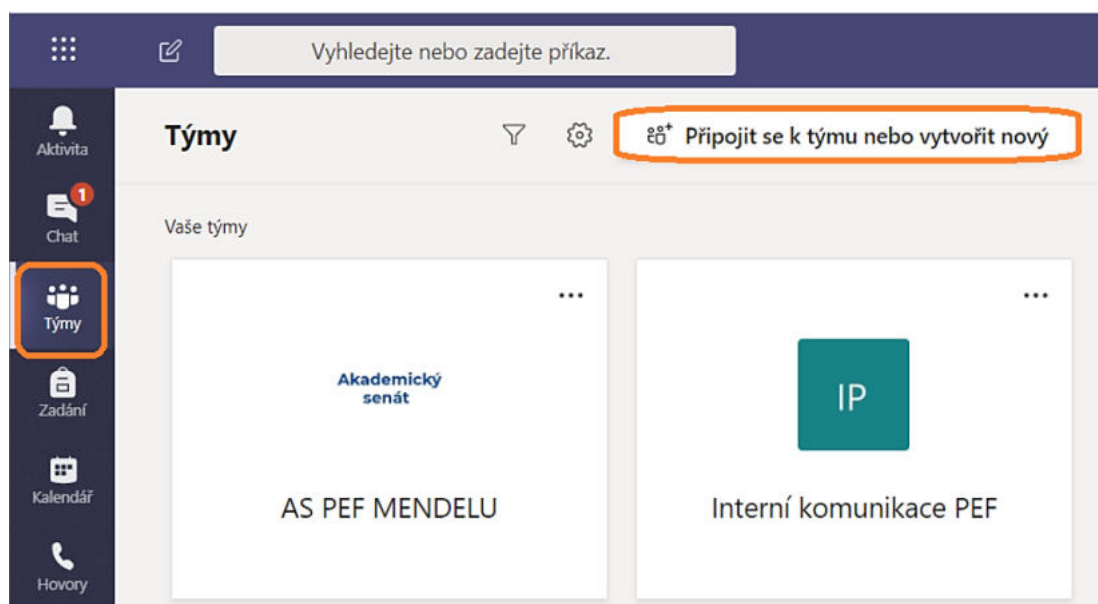 Vyhledejte nebo zadejte příkaz.
Aktivita
Týmy
Připojit se k týmu nebo vytvořit nový
1
Chat
Vaše týmy
Týmy
Akademický
senát
IP
Zadání
Kalendář
AS PEF MENDELU
Interní komunikace PEF
Hovory